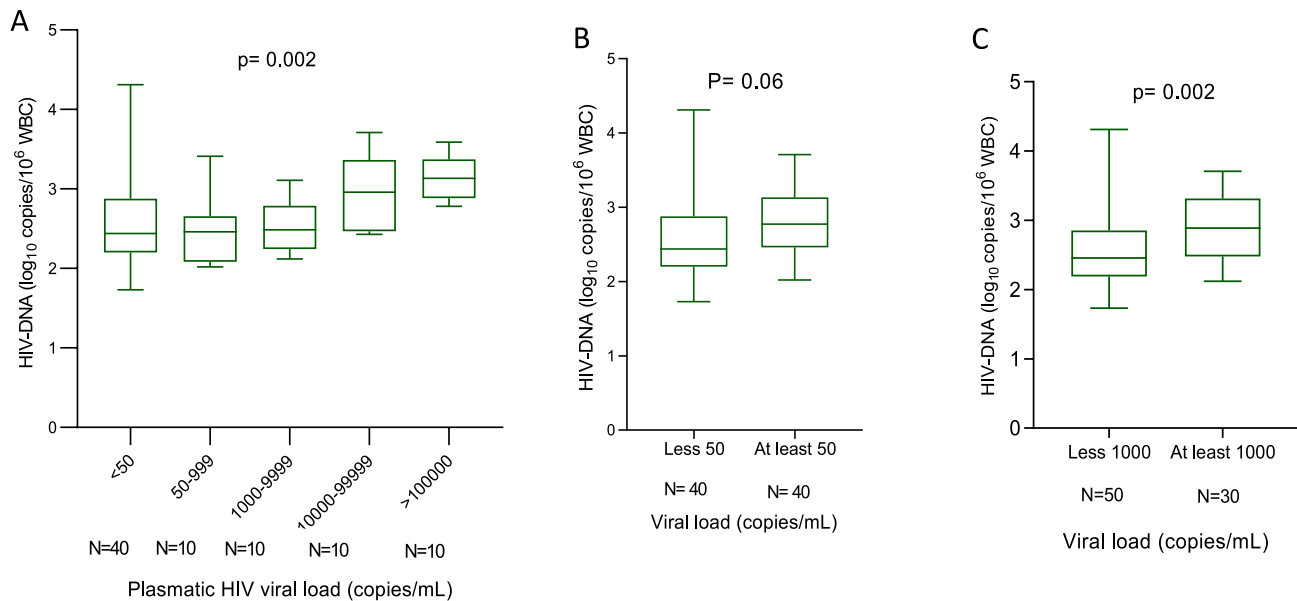 A
p= 0.002
HIV-DNA (log10 copies/10⁶ WBC)
5
4
3
2
1
0
<50
50-999
1000-9999
10000-99999
>100000
N=40
N=10
N=10
N=10
N=10
Plasmatic HIV viral load (copies/mL)
B
P= 0.06
HIV-DNA (log10 copies/10⁶ WBC)
5
4
3
2
1
0
Less 50
At least 50
N= 40
N= 40
Viral load (copies/mL)
C
p= 0.002
HIV-DNA (log10 copies/10⁶ WBC)
5
4
3
2
1
0
Less 1000
At least 1000
N=50
N=30
Viral load (copies/mL)